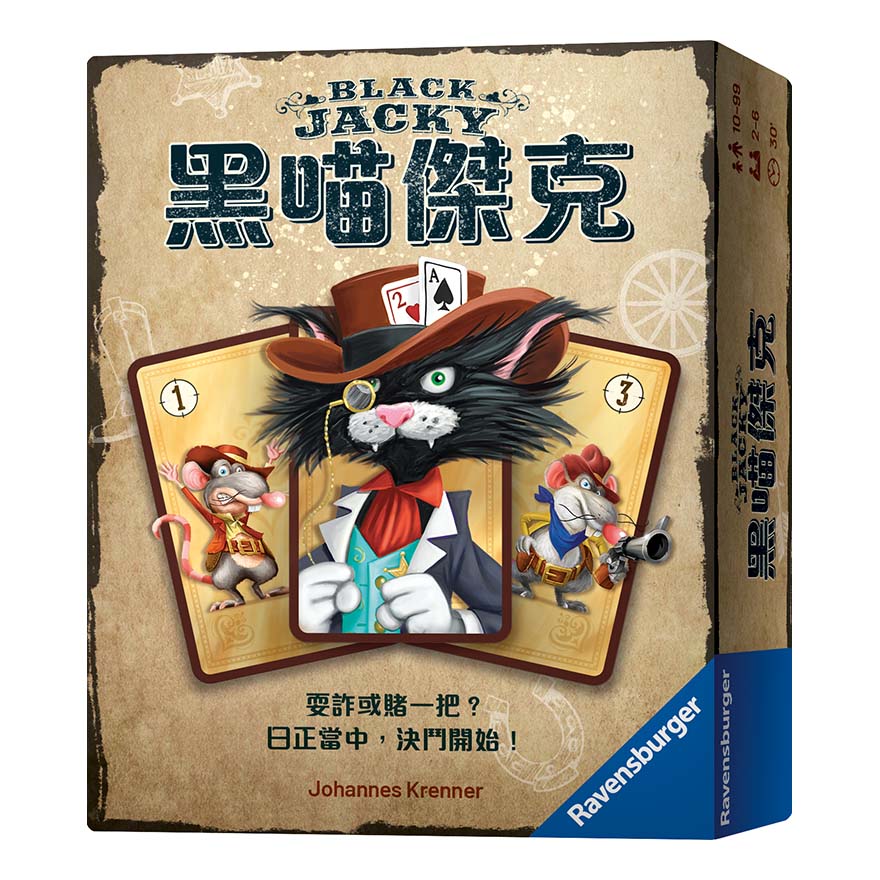 BLACK
JACKY
黑喵傑克
2
A
1
3
耍詐或賭一把？
日正當中，決鬥開始！
Johannes Krenner
Ravensburger
10-99
2-6
30'
BLACK
JACKY
黑喵傑克
Ravensburger